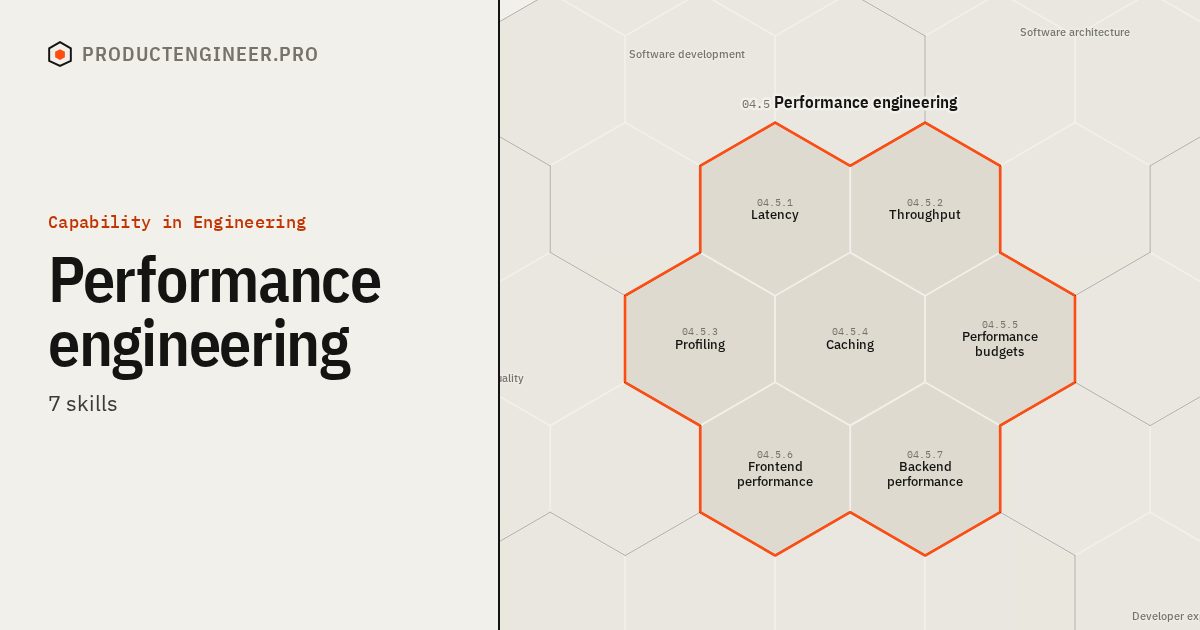 PRODUCTENGINEER.PRO
Capability in Engineering
Performance
engineering
7 skills
Software development
Software architecture
04.5 Performance engineering
04.5.1
Latency
04.5.2
Throughput
04.5.3
Profiling
04.5.4
Caching
04.5.5
Performance
budgets
04.5.6
Frontend
performance
04.5.7
Backend
performance
Developer